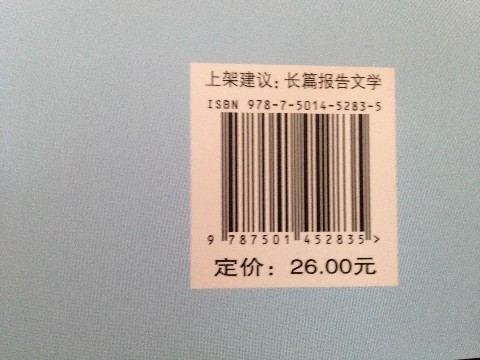 上架建议：长篇报告文学
ISBN 978-7-5014-5283-5
9 787501 452835 >
定价：26.00元